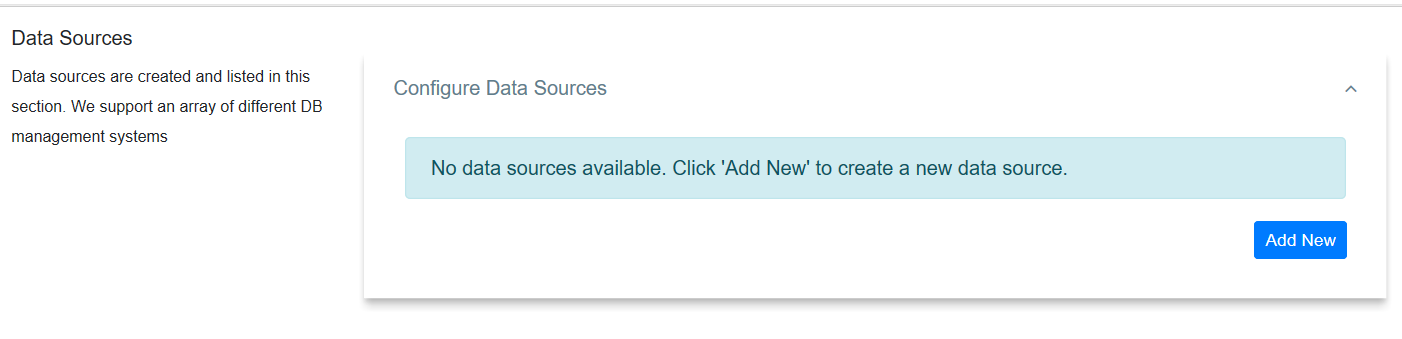 Data Sources
Data sources are created and listed in this
section. We support an array of different DB
management systems
Configure Data Sources
No data sources available. Click 'Add New' to create a new data source.
Add New